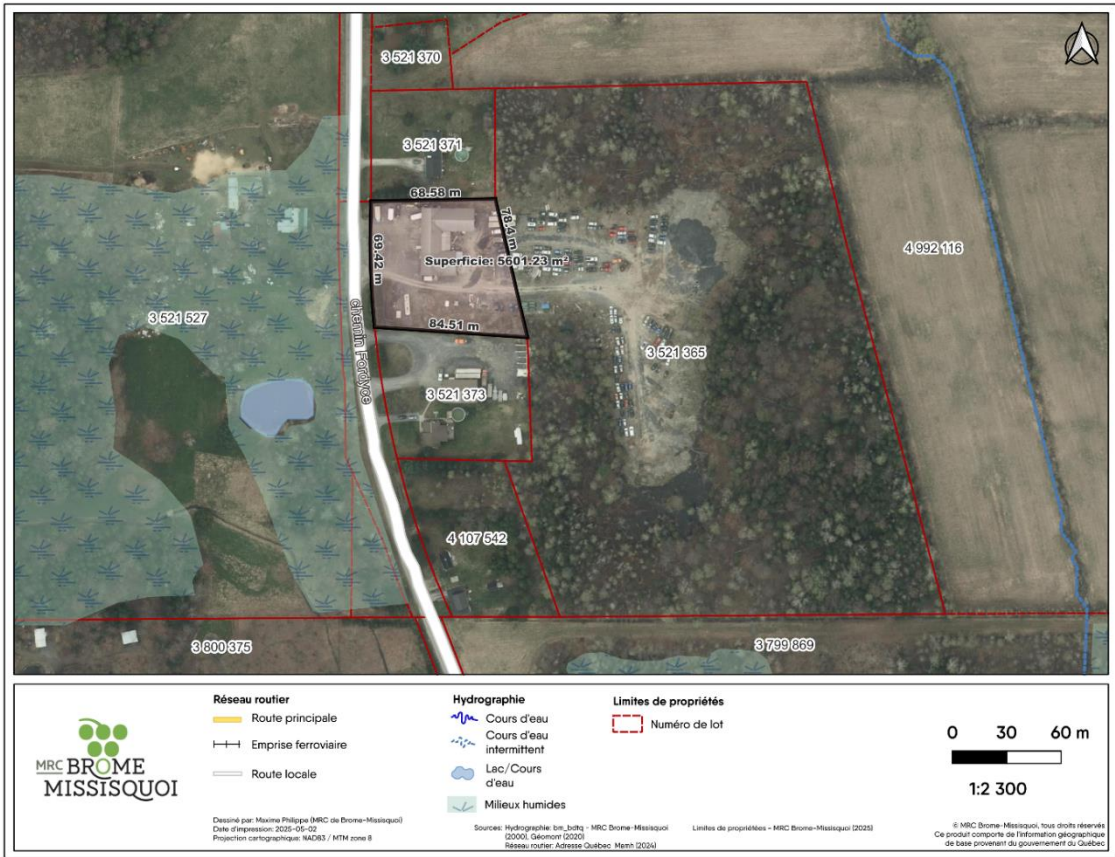 3 521 370
3 521 371
68.58 m
78.4 m
4 992 116
69.42 m
Superficie: 5601.23 m²
chemin Fordyce
3 521 527
84.51 m
3 521 365
3 521 373
4 107 542
3 800 375
3 799 869
MRC BROME
MISSISQUOI
Réseau routier
Route principale
Emprise ferroviaire
Route locale
Hydrographie
Cours d'eau
Cours d'eau
intermittent
Lac/Cours
d'eau
Milieux humides
Limites de propriétés
Numéro de lot
0 30 60 m
1:2 300
Dessiné par: Maxime Philippe (MRC de Brome-Missisquoi)
Date d'impression: 2025-05-02
Projection cartographique: NAD83 / MTM zone 8
Sources: Hydrographie: bm_bdtq - MRC Brome-Missisquoi
(2000), Géomont (2020)
Réseau routier: Adresse Québec Mamh (2024)
Limites de propriétées - MRC Brome-Missisquoi (2025)
© MRC Brome-Missisquoi, tous droits réservés
Ce produit comporte de l'information géographique
de base provenant du gouvernement du Québec